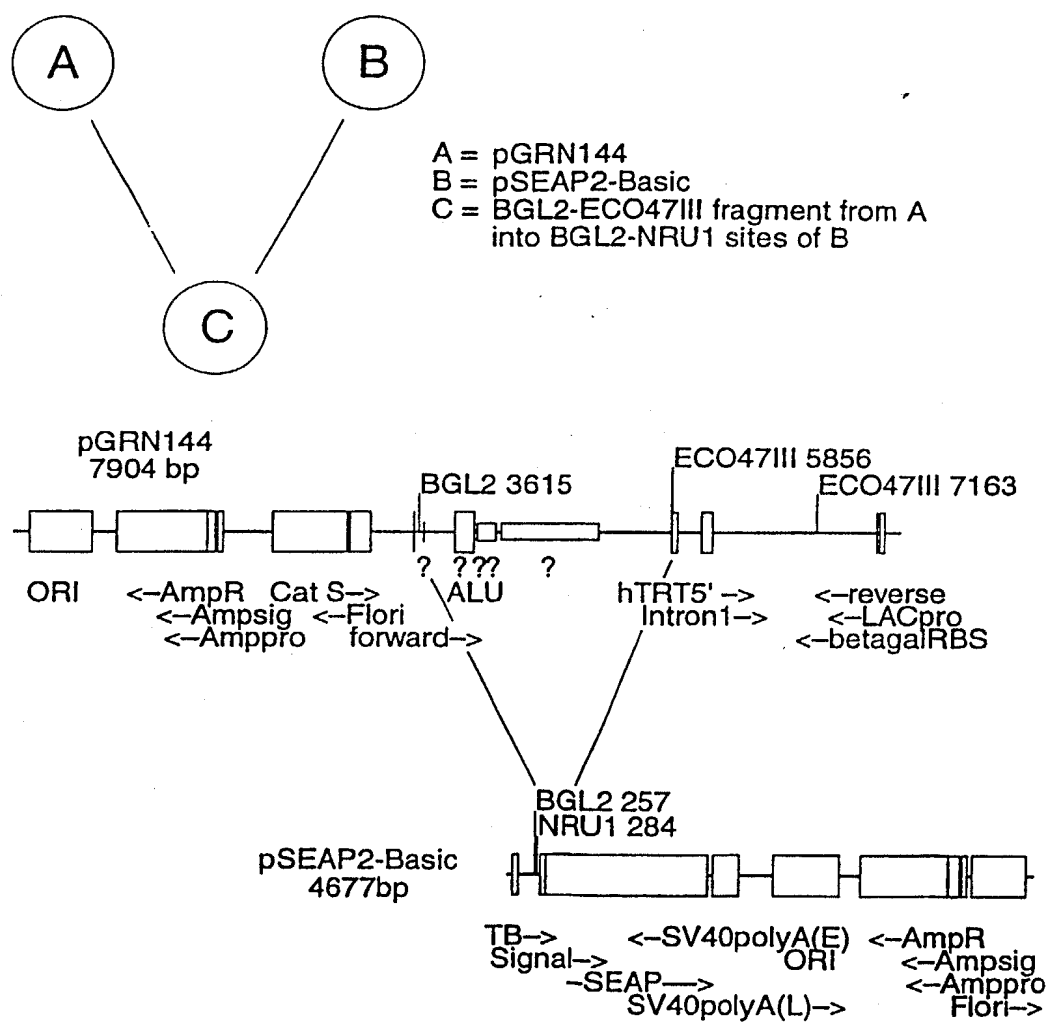 A
B
A = pGRN144
B = pSEAP2-Basic
C = BGL2-ECO47III fragment from A
into BGL2-NRU1 sites of B
C
pGRN144
7904 bp
ECO47III 5856
BGL2 3615
ECO47III 7163
? ? ?? ?
ORI <-AmpR Cat S-> ALU hTRT5' -> <-reverse
<-Ampsig <-Flori Intron1-> <-LACpro
<-Amppro forward-> <-betagalRBS
BGL2 257
NRU1 284
pSEAP2-Basic
4677bp
TB-> <-SV40polyA(E) <-AmpR
Signal-> ORI <-Ampsig
-SEAP-> <-Amppro
SV40polyA(L)-> Flori->